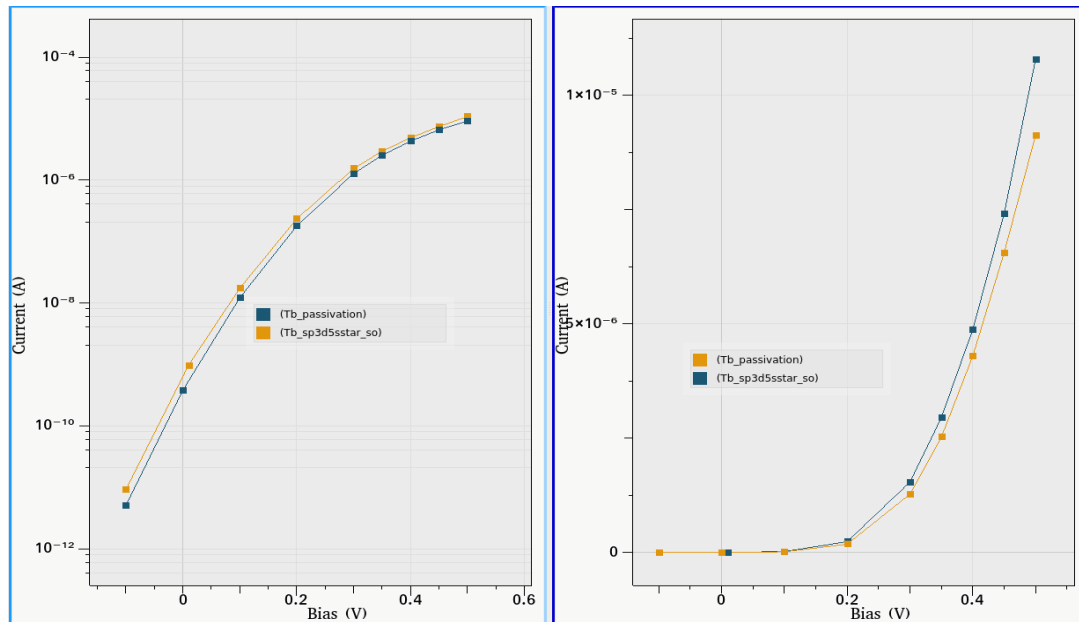 10⁻⁴
10⁻⁶
10⁻⁸
10⁻¹⁰
10⁻¹²
Current (A)
(Tb_passivation)
(Tb_sp3d5sstar_so)
0
0.2
0.4
0.6
Bias (V)
1×10⁻⁵
5×10⁻⁶
0
Current (A)
(Tb_passivation)
(Tb_sp3d5sstar_so)
0
0.2
0.4
Bias (V)